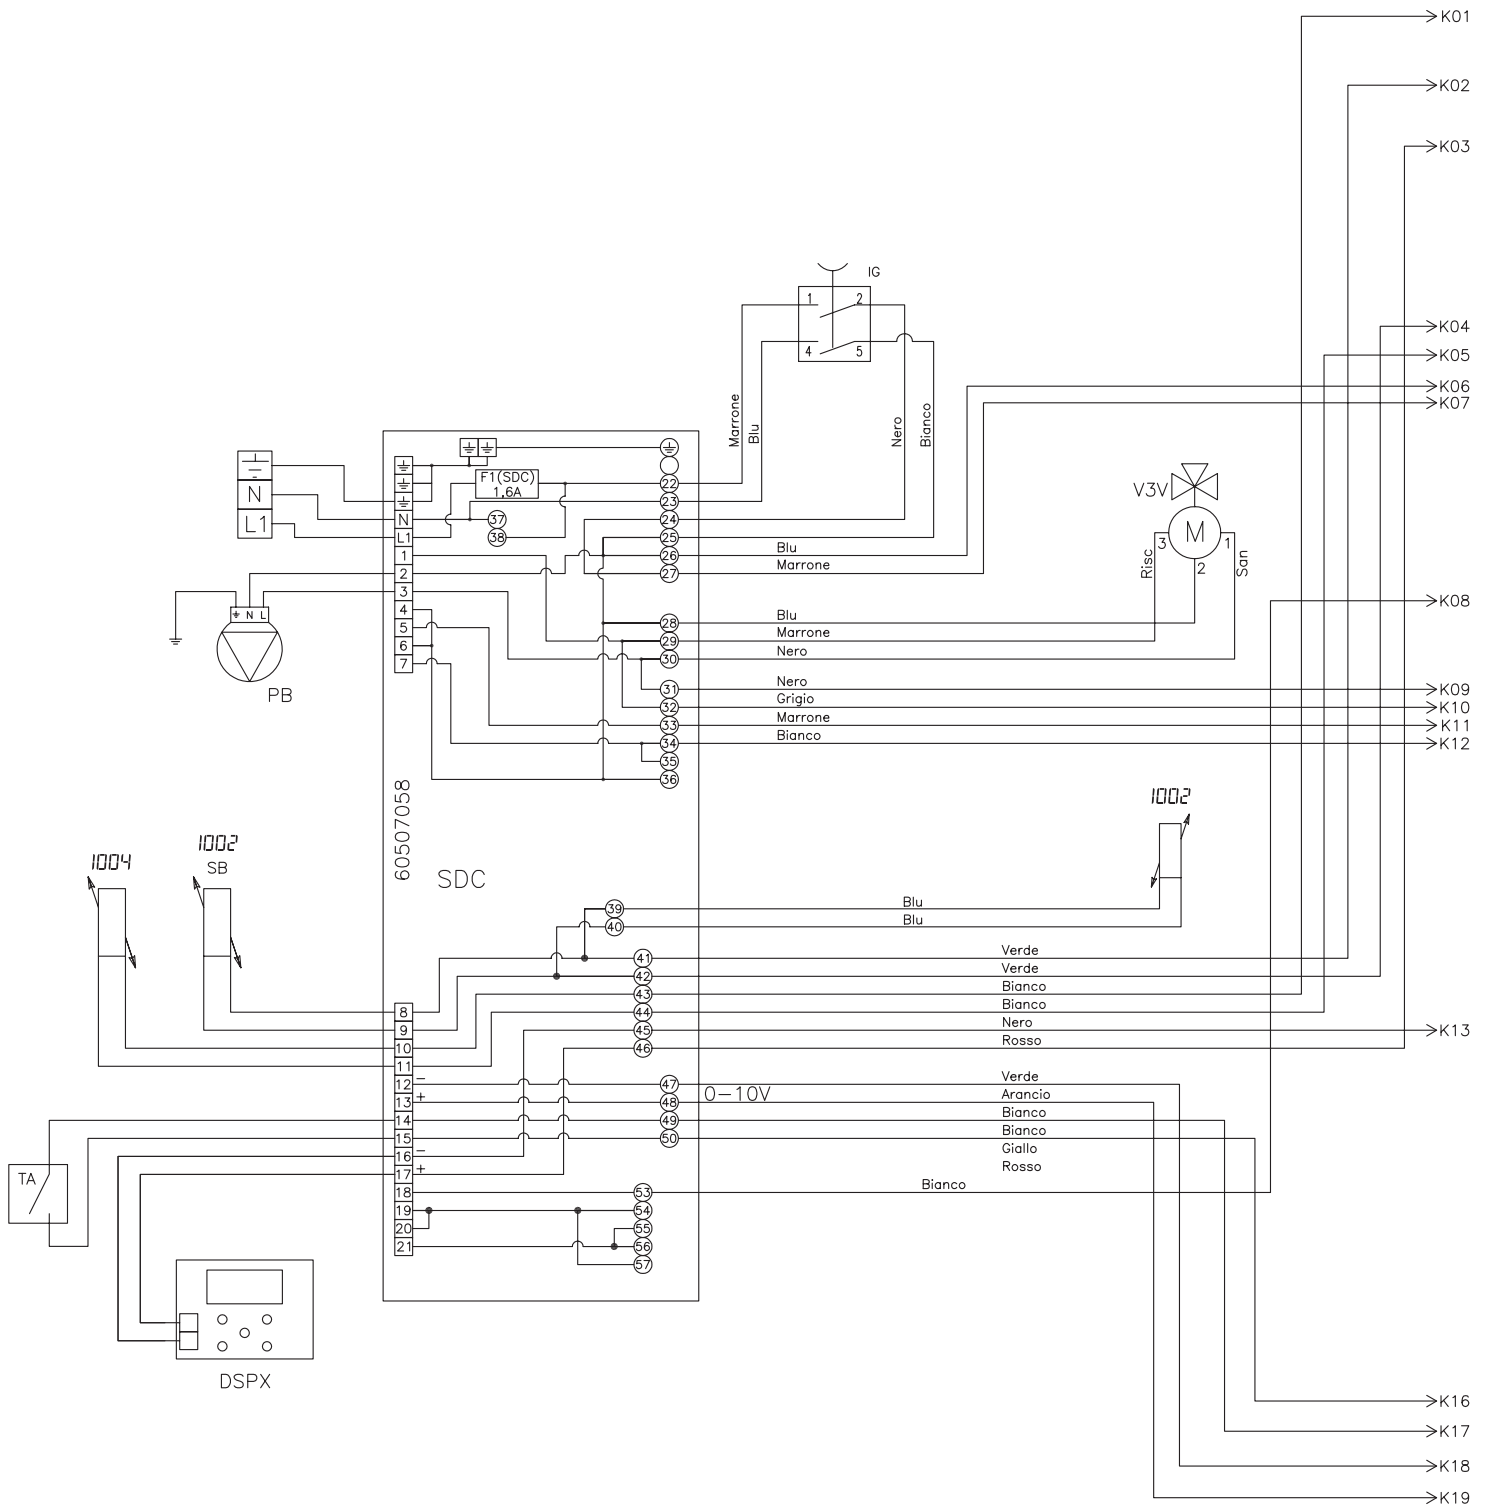 K01
K02
K03
IG
1 2
4 5
K04
K05
K06
K07
Marrone
Blu
Nero
Bianco
N
L1
F1(SDC)
1,6A
N
L1
1
2
3
4
5
6
7
37
38
22
23
24
25
26
27
28
29
30
31
32
33
34
35
36
Blu
Marrone
Blu
Marrone
Nero
Nero
Grigio
Marrone
Bianco
V3V
M
3
1
2
Risc
San
K08
K09
K10
K11
K12
N L
PB
60507058
SDC
1004
1002
SB
1002
39
40
Blu
Blu
41
42
43
44
45
46
Verde
Verde
Bianco
Bianco
Nero
Rosso
K13
8
9
10
11
12 −
13 +
14
15
16 −
17 +
18
19
20
21
47
48
49
50
0−10V
Verde
Arancio
Bianco
Bianco
Giallo
Rosso
Bianco
53
54
55
56
57
TA
DSPX
K16
K17
K18
K19